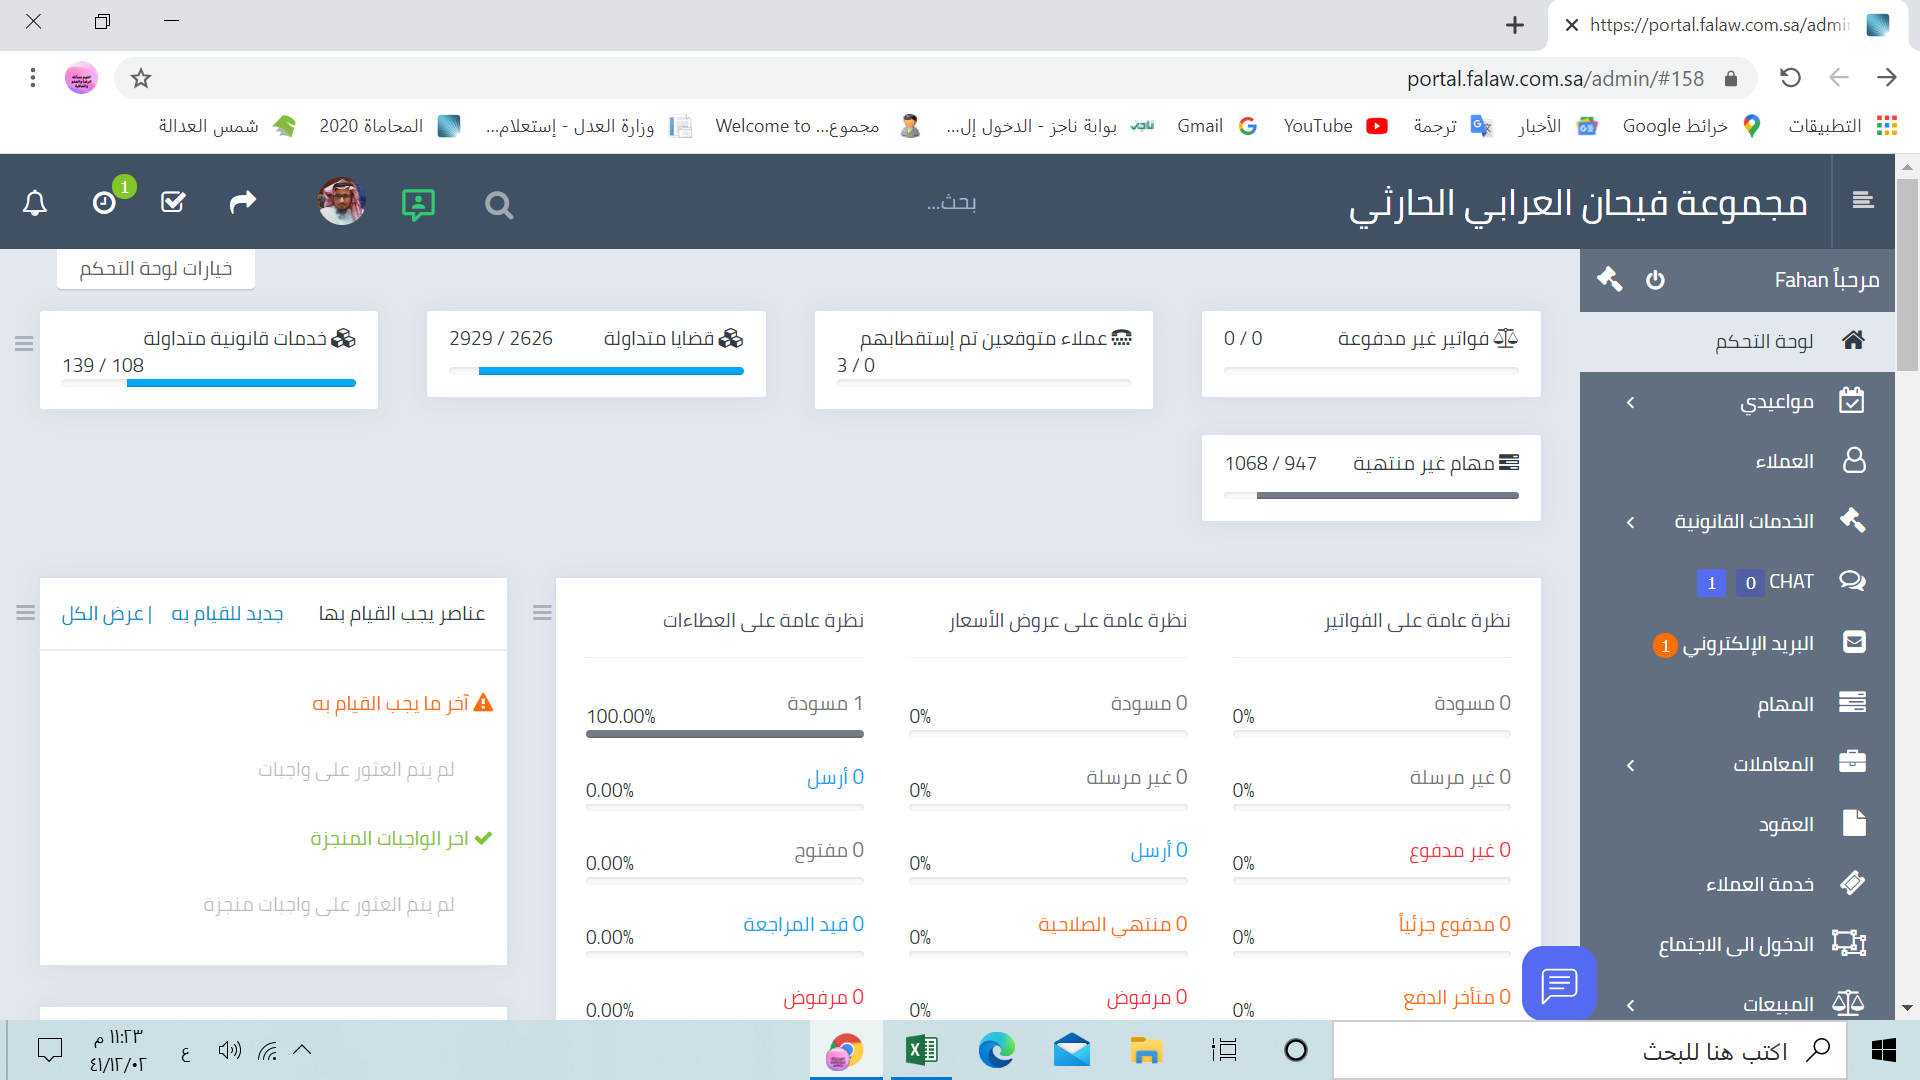 https://portal.falaw.com.sa/admin
portal.falaw.com.sa/admin/#158
التطبيقات
خرائط Google
الأخبار
ترجمة
YouTube
Gmail
بوابة ناجز - الدخول إل...
مجموع... Welcome to
وزارة العدل - إستعلام...
المحاماة 2020
شمس العدالة
مجموعة فيحان العرابي الحارثي
بحث...
1
مرحباً Fahan
لوحة التحكم
مواعيدي
العملاء
الخدمات القانونية
CHAT 0 1
البريد الإلكتروني 1
المهام
المعاملات
العقود
خدمة العملاء
الدخول الى الاجتماع
المبيعات
خيارات لوحة التحكم
فواتير غير مدفوعة 0 / 0
عملاء متوقعين تم إستقطابهم
3 / 0
قضايا متداولة 2929 / 2626
خدمات قانونية متداولة
139 / 108
مهام غير منتهية 1068 / 947
نظرة عامة على الفواتير
0 مسودة 0%
0 غير مرسلة 0%
0 غير مدفوع 0%
0 مدفوع جزئياً 0%
0 متأخر الدفع 0%
نظرة عامة على عروض الأسعار
0 مسودة 0%
0 غير مرسلة 0%
0 أرسل 0%
0 منتهي الصلاحية 0%
0 مرفوض 0%
نظرة عامة على العطاءات
1 مسودة 100.00%
0 أرسل 0.00%
0 مفتوح 0.00%
0 قيد المراجعة 0.00%
0 مرفوض 0.00%
عناصر يجب القيام بها جديد للقيام به | عرض الكل
آخر ما يجب القيام به
لم يتم العثور على واجبات
اخر الواجبات المنجزة
لم يتم العثور على واجبات منجزة
اكتب هنا للبحث
ع
١١:٢٣ م
٤١/١٢/٠٢